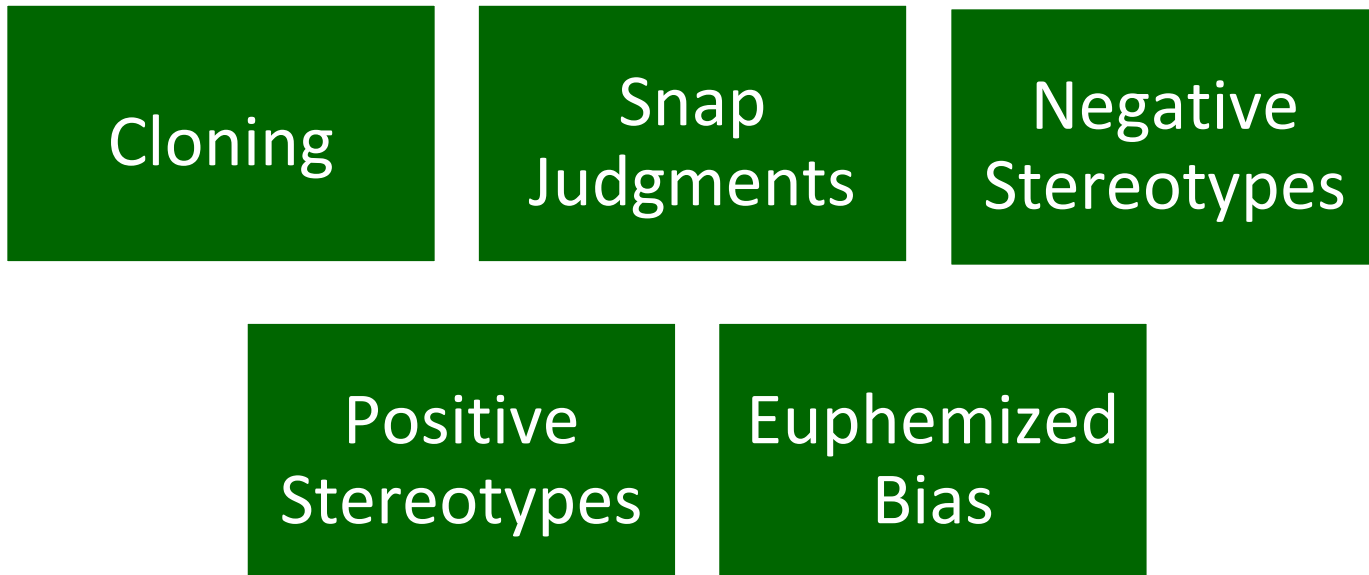 Cloning
Snap
Judgments
Negative
Stereotypes
Positive
Stereotypes
Euphemized
Bias